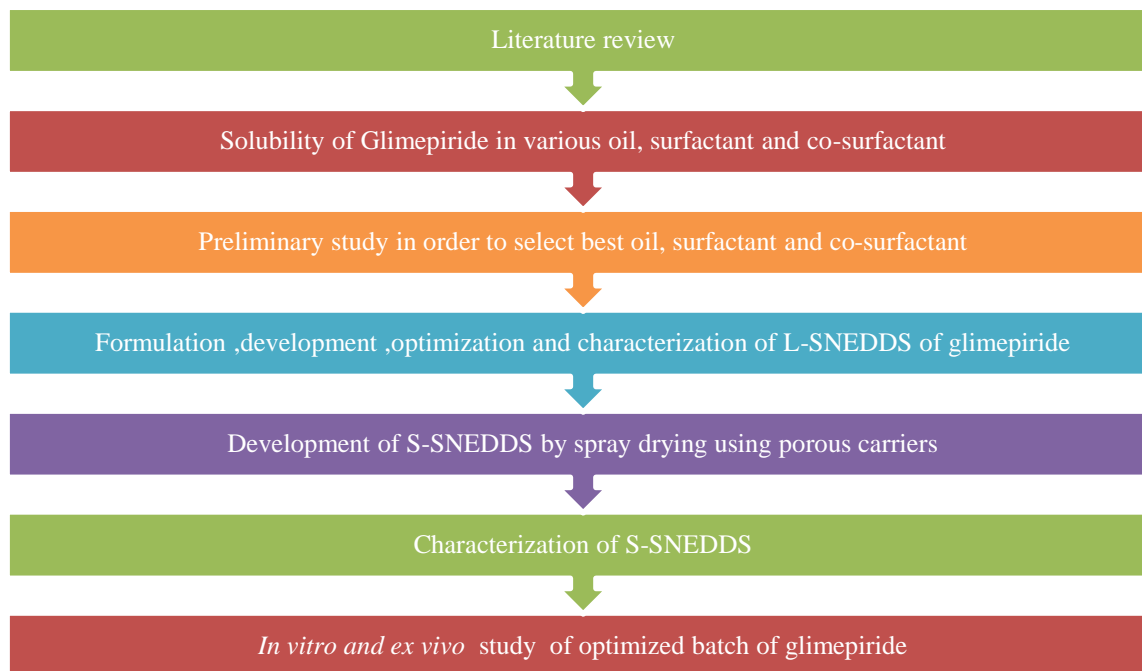 Literature review
Solubility of Glimepiride in various oil, surfactant and co-surfactant
Preliminary study in order to select best oil, surfactant and co-surfactant
Formulation ,development ,optimization and characterization of L-SNEDDS of glimepiride
Development of S-SNEDDS by spray drying using porous carriers
Characterization of S-SNEDDS
In vitro and ex vivo study of optimized batch of glimepiride